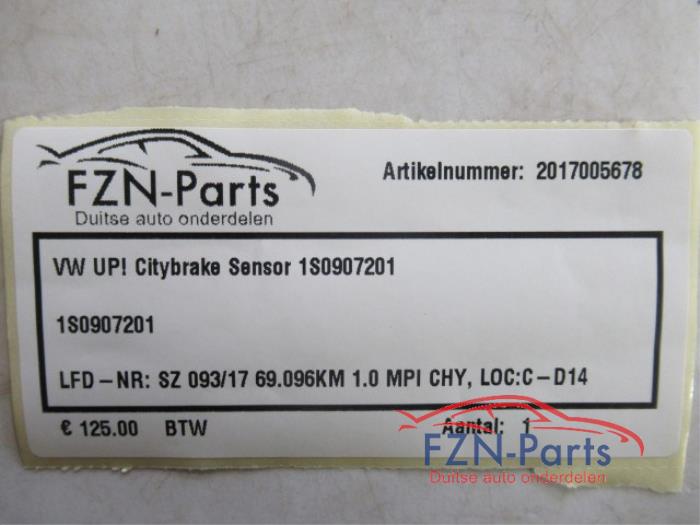 FZN-Parts
Duitse auto onderdelen
Artikelnummer: 2017005678
VW UP! Citybrake Sensor 1S0907201
1S0907201
LFD-NR: SZ 093/17 69.096KM 1.0 MPI CHY, LOC:C-D14
€ 125.00 BTW Aantal: 1
FZN-Parts
Duitse auto onderdelen